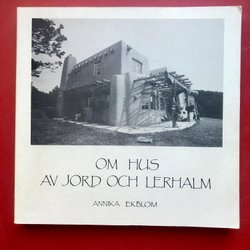 OM HUS
AV JORD OCH LERHALM
ANNIKA EKBLOM